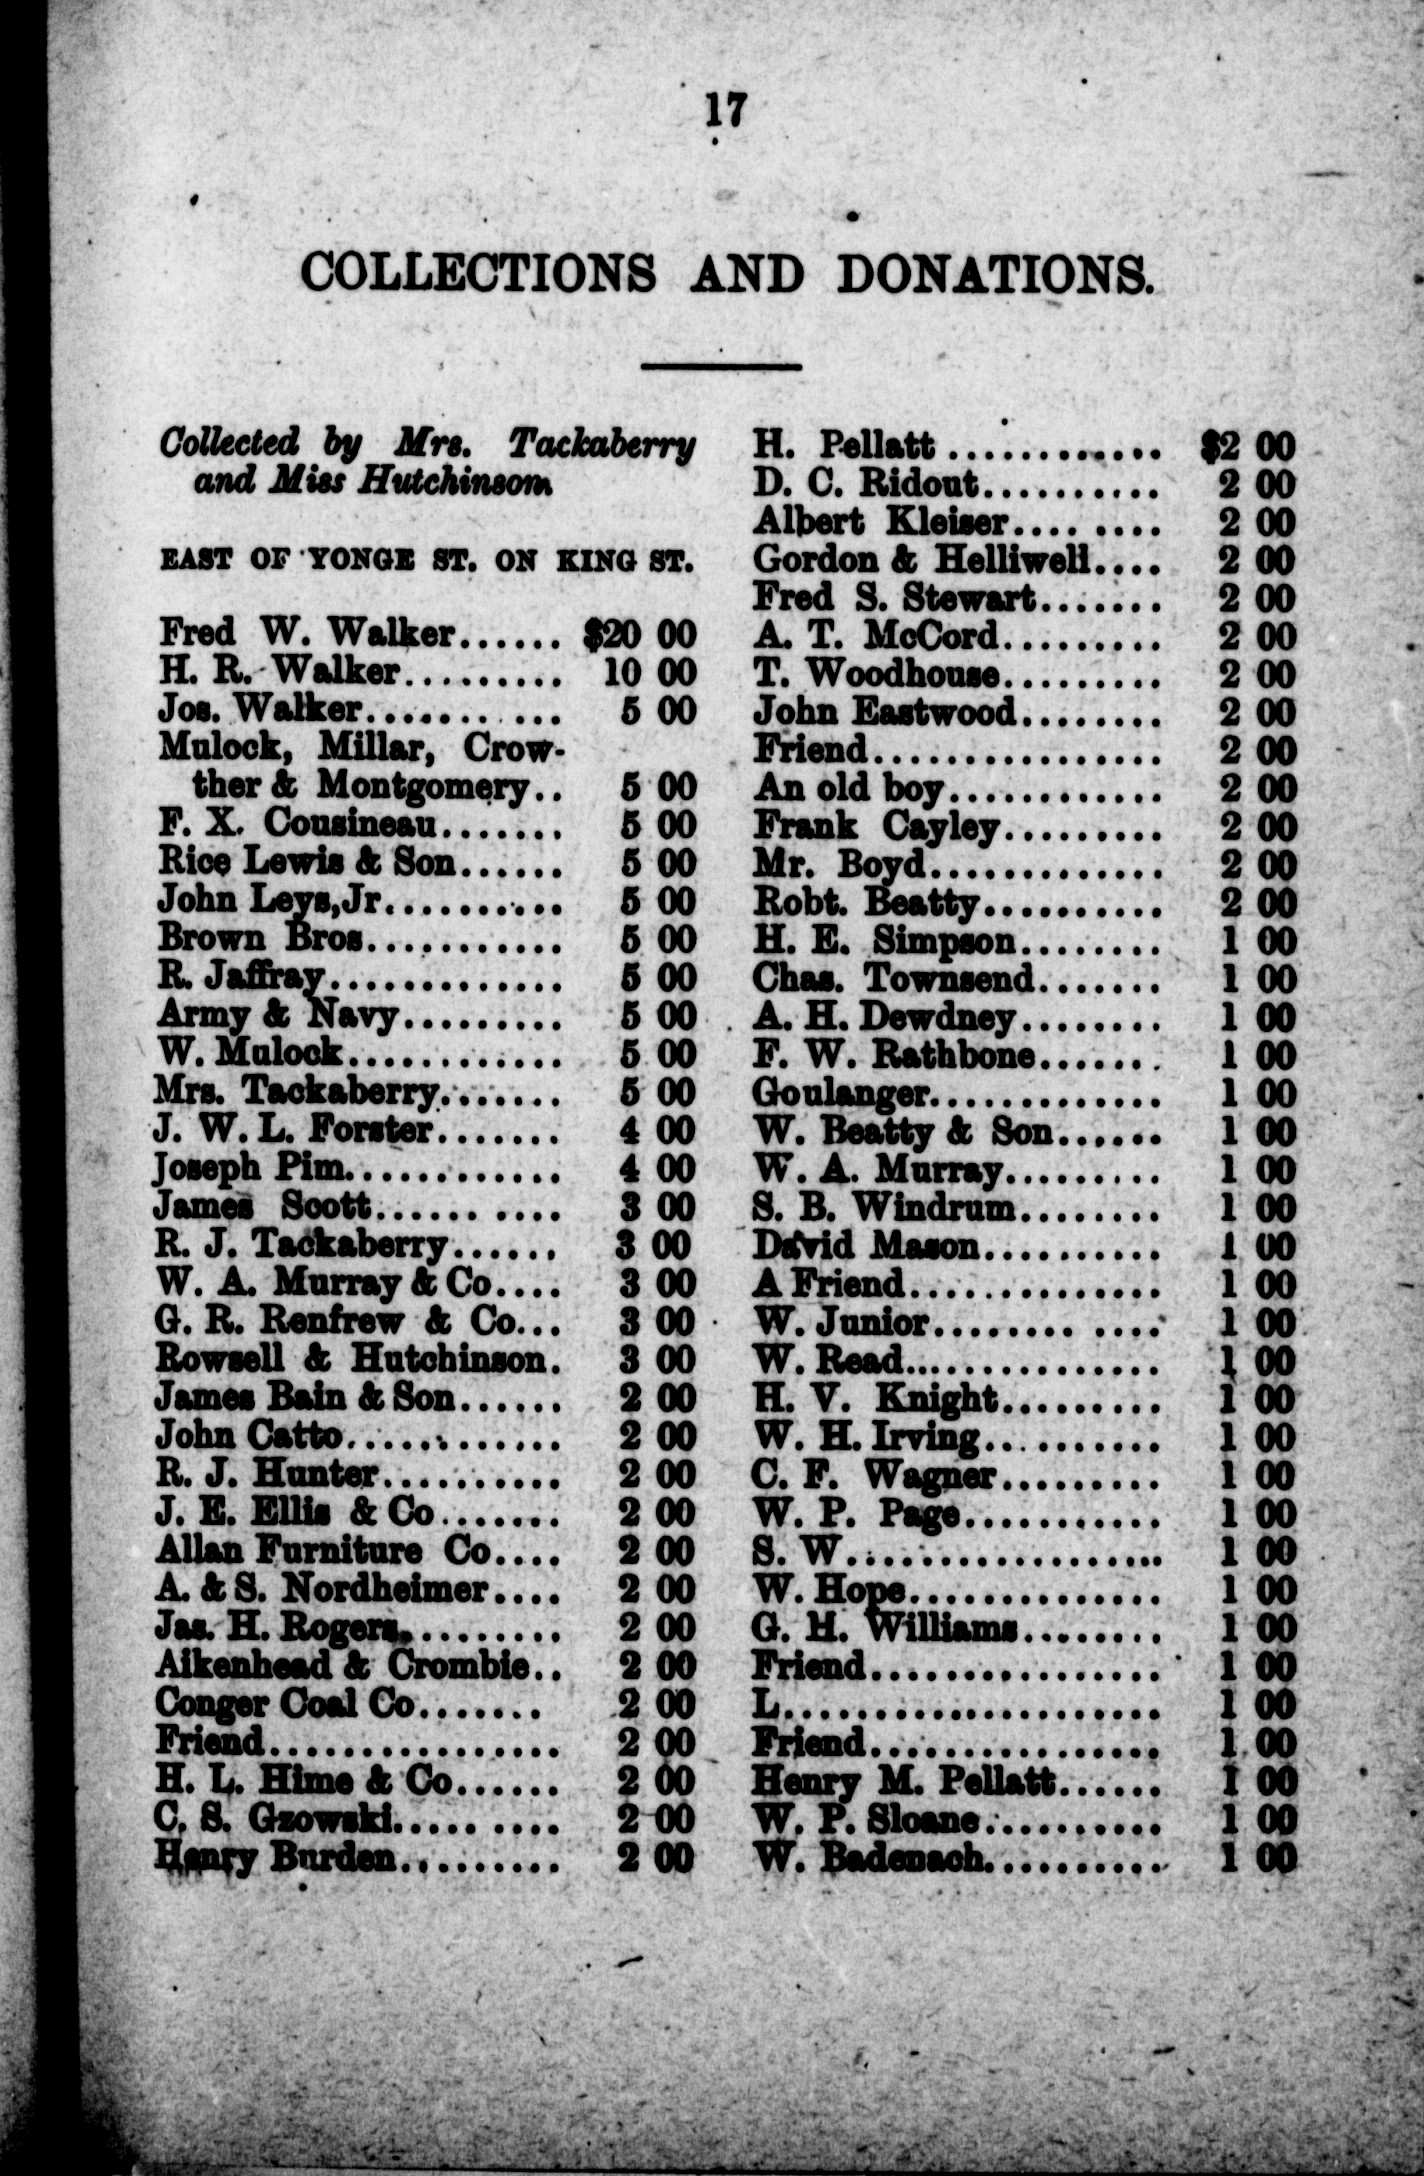 17
COLLECTIONS AND DONATIONS.
Collected by Mrs. Tackaberry
and Miss Hutchinson.
EAST OF YONGE ST. ON KING ST.
Fred W. Walker...... $20 00
H. R. Walker......... 10 00
Jos. Walker........... 5 00
Mulock, Millar, Crow-
ther & Montgomery.. 5 00
F. X. Cousineau....... 5 00
Rice Lewis & Son...... 5 00
John Leys, Jr.......... 5 00
Brown Bros........... 5 00
R. Jaffray............. 5 00
Army & Navy......... 5 00
W. Mulock............ 5 00
Mrs. Tackaberry....... 5 00
J. W. L. Forster....... 4 00
Joseph Pim............ 4 00
James Scott.......... 3 00
R. J. Tackaberry...... 3 00
W. A. Murray & Co.... 3 00
G. R. Renfrew & Co... 3 00
Rowsell & Hutchinson. 3 00
James Bain & Son...... 2 00
John Catto............ 2 00
R. J. Hunter.......... 2 00
J. E. Ellis & Co....... 2 00
Allan Furniture Co.... 2 00
A. & S. Nordheimer.... 2 00
Jas. H. Rogers......... 2 00
Aikenhead & Crombie.. 2 00
Conger Coal Co....... 2 00
Friend................ 2 00
H. L. Hime & Co...... 2 00
C. S. Gzowski......... 2 00
Henry Burden......... 2 00
H. Pellatt ............ $2 00
D. C. Ridout.......... 2 00
Albert Kleiser........ 2 00
Gordon & Helliwell.... 2 00
Fred S. Stewart....... 2 00
A. T. McCord......... 2 00
T. Woodhouse......... 2 00
John Eastwood........ 2 00
Friend................ 2 00
An old boy............ 2 00
Frank Cayley......... 2 00
Mr. Boyd............. 2 00
Robt. Beatty.......... 2 00
H. E. Simpson........ 1 00
Chas. Townsend....... 1 00
A. H. Dewdney........ 1 00
F. W. Rathbone....... 1 00
Goulanger............. 1 00
W. Beatty & Son...... 1 00
W. A. Murray......... 1 00
S. B. Windrum........ 1 00
David Mason.......... 1 00
A Friend.............. 1 00
W. Junior............ 1 00
W. Read............... 1 00
H. V. Knight......... 1 00
W. H. Irving.......... 1 00
C. F. Wagner......... 1 00
W. P. Page........... 1 00
S. W.................. 1 00
W. Hope.............. 1 00
G. H. Williams........ 1 00
Friend................ 1 00
L..................... 1 00
Friend................ 1 00
Henry M. Pellatt...... 1 00
W. P. Sloane.......... 1 00
W. Badenach.......... 1 00